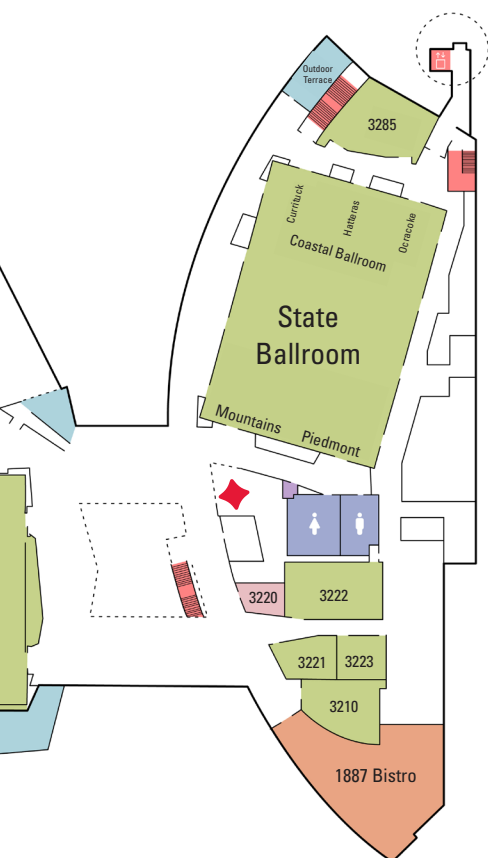 Outdoor
Terrace
3285
Currituck
Hatteras
Ocracoke
Coastal Ballroom
State
Ballroom
Mountains
Piedmont
3220
3222
3221
3223
3210
1887 Bistro